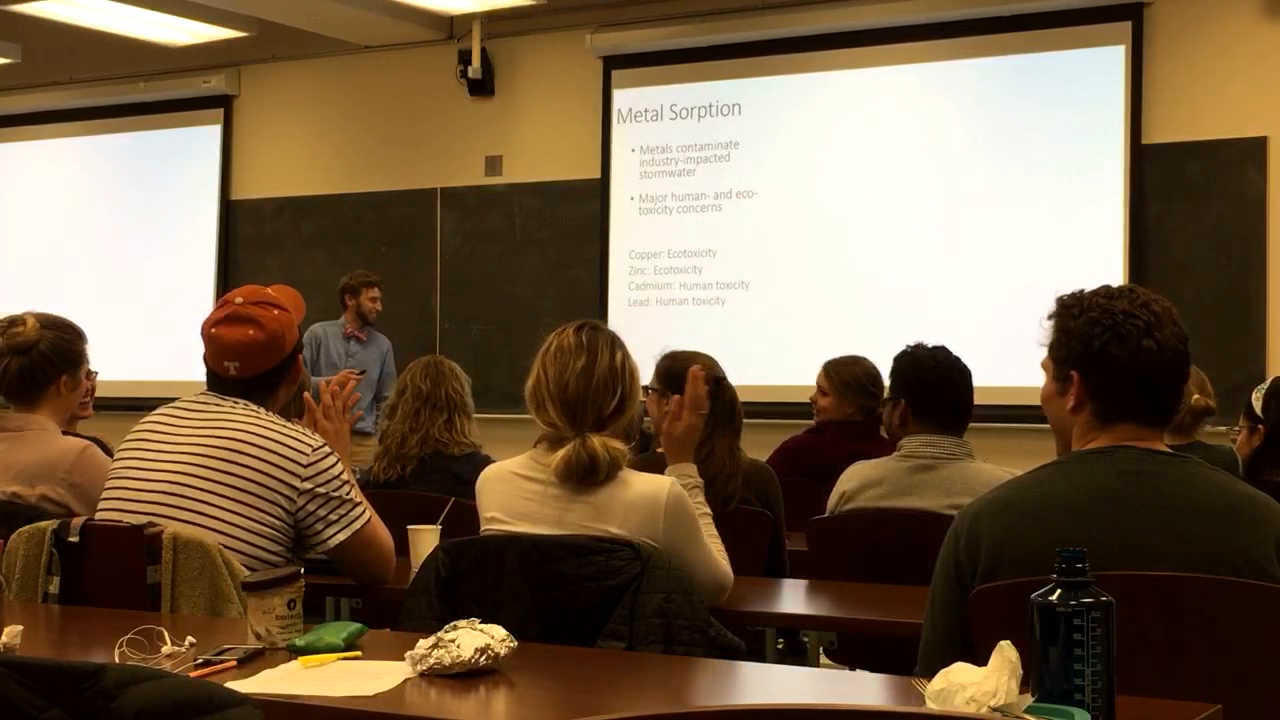 Metal Sorption
• Metals contaminate
industry-impacted
stormwater
• Major human- and eco-
toxicity concerns
Copper: Ecotoxicity
Zinc: Ecotoxicity
Cadmium: Human toxicity
Lead: Human toxicity
T